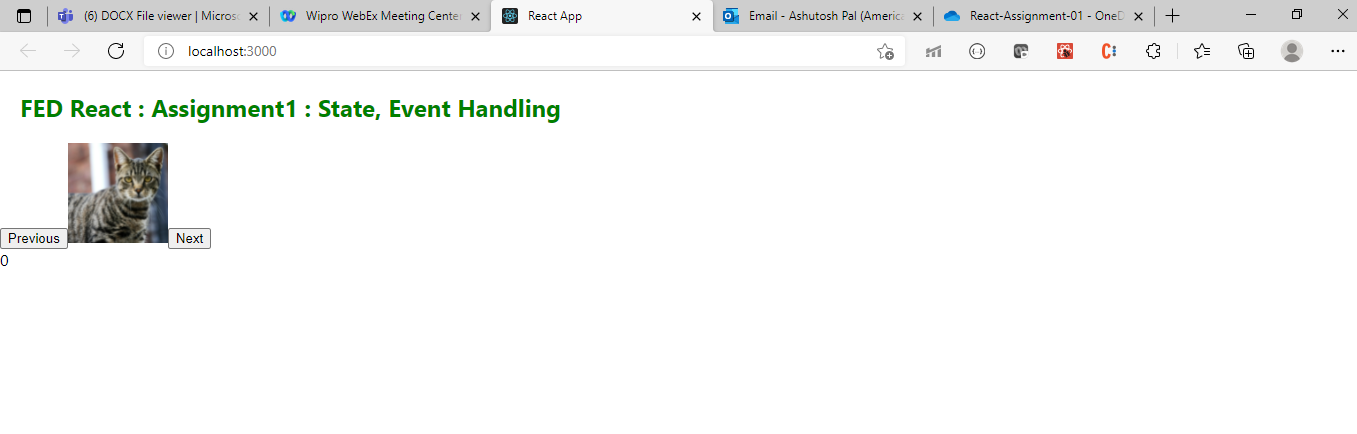 (6) DOCX File viewer | Micros
Wipro WebEx Meeting Center
React App
Email - Ashutosh Pal (America
React-Assignment-01 - OneD
localhost:3000
FED React : Assignment1 : State, Event Handling
Previous
Next
0